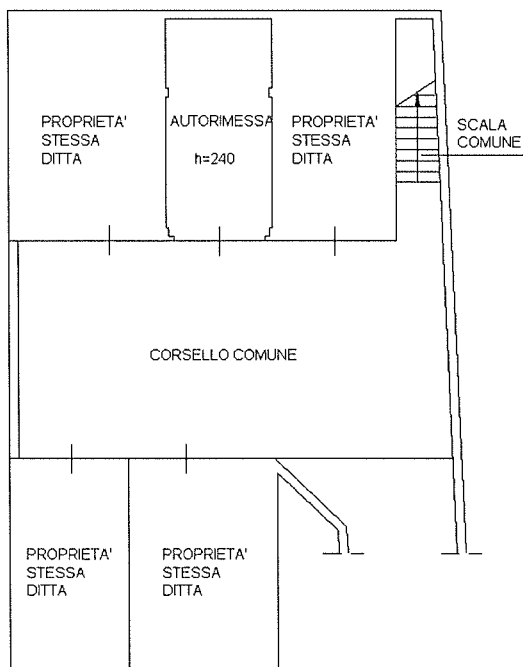 PROPRIETA'
STESSA
DITTA
AUTORIMESSA
h=240
PROPRIETA'
STESSA
DITTA
SCALA
COMUNE
CORSELLO COMUNE
PROPRIETA'
STESSA
DITTA
PROPRIETA'
STESSA
DITTA